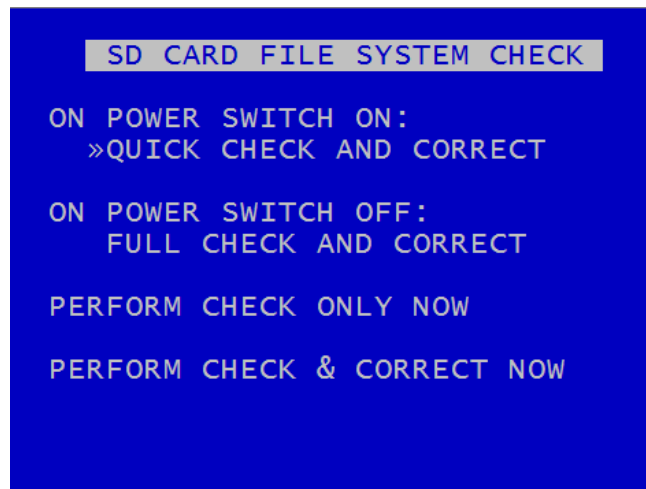 SD CARD FILE SYSTEM CHECK
ON POWER SWITCH ON:
»QUICK CHECK AND CORRECT
ON POWER SWITCH OFF:
FULL CHECK AND CORRECT
PERFORM CHECK ONLY NOW
PERFORM CHECK & CORRECT NOW